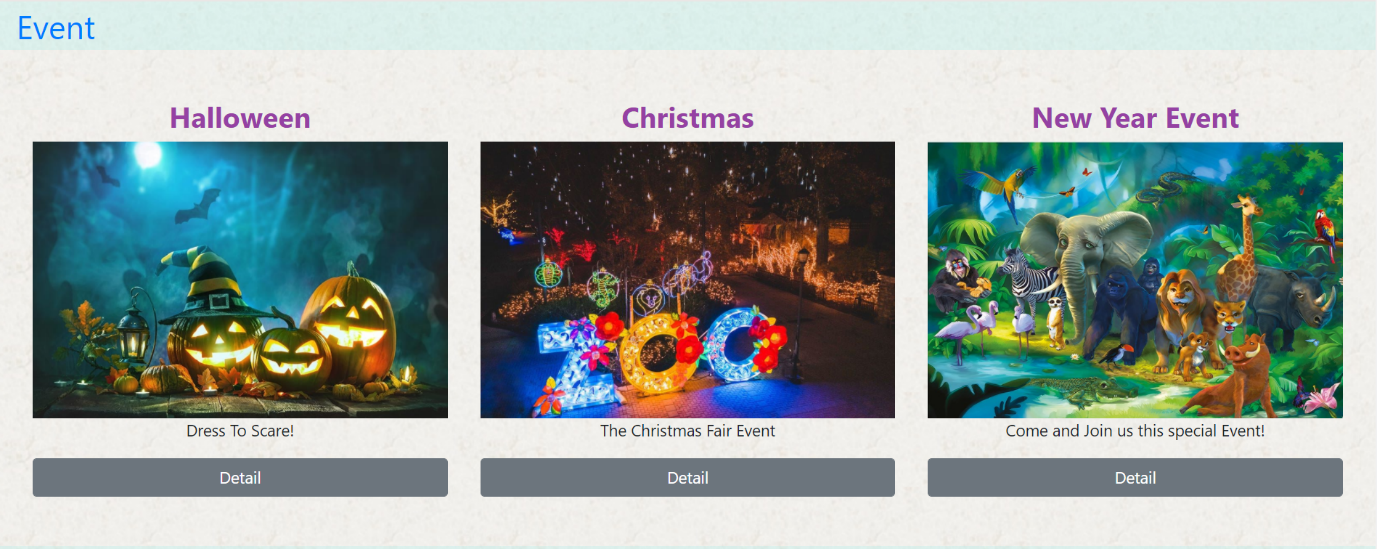 Event
Halloween
Christmas
New Year Event
ZOO
Dress To Scare!
The Christmas Fair Event
Come and Join us this special Event!
Detail
Detail
Detail